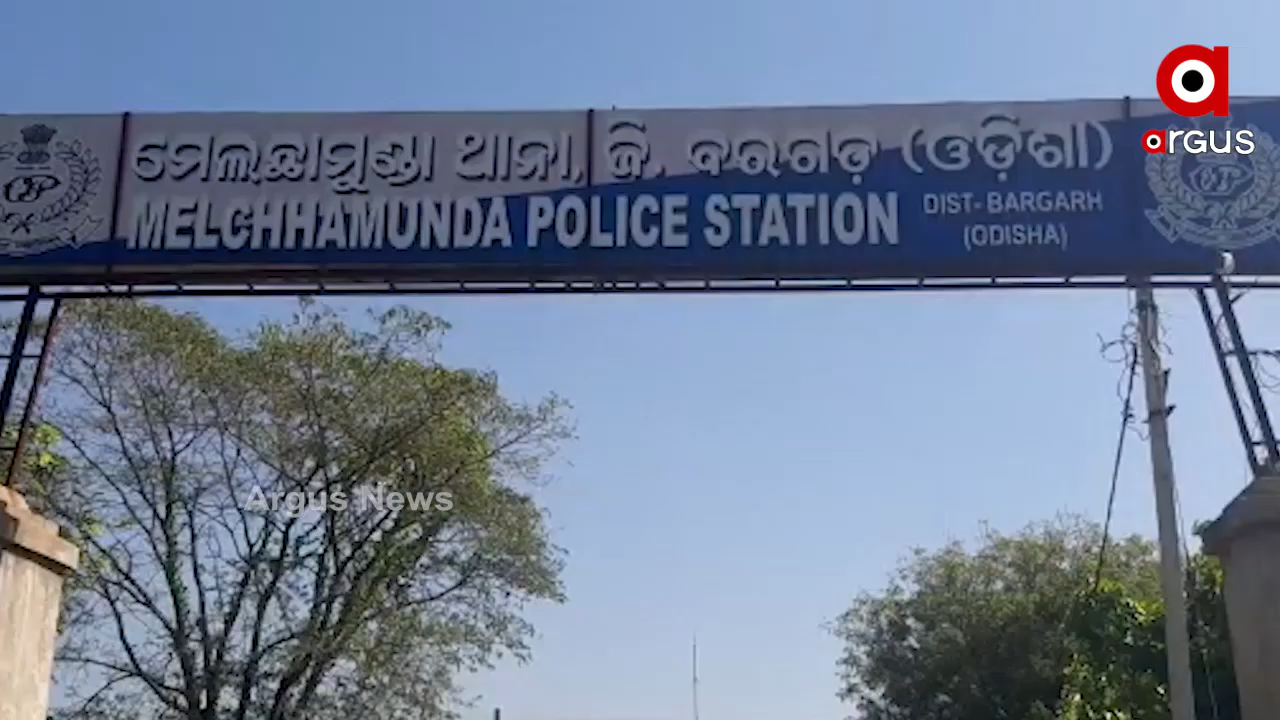 argus
ମେଲଛାମୁଣ୍ଡା ଥାନା, ଜି. ବରଗଡ଼ (ଓଡ଼ିଶା)
MELCHHAMUNDA POLICE STATION
DIST- BARGARH
(ODISHA)
Argus News